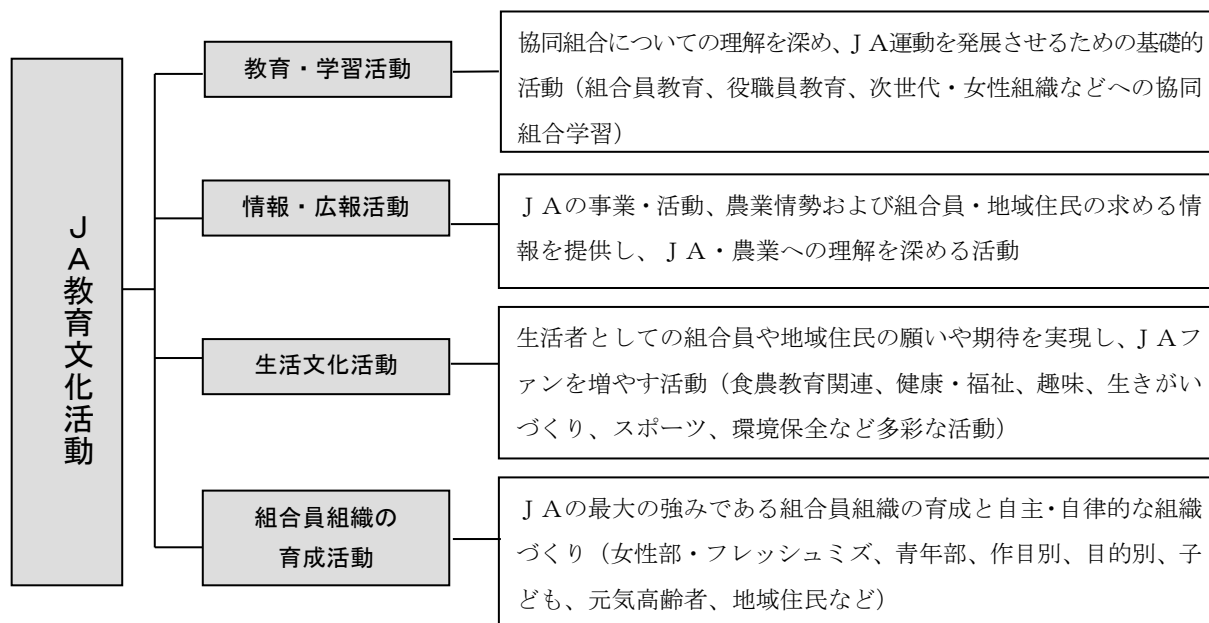 JA教育文化活動
教育・学習活動
協同組合についての理解を深め、ＪＡ運動を発展させるための基礎的
活動（組合員教育、役職員教育、次世代・女性組織などへの協同
組合学習）
情報・広報活動
ＪＡの事業・活動、農業情勢および組合員・地域住民の求める情
報を提供し、ＪＡ・農業への理解を深める活動
生活文化活動
生活者としての組合員や地域住民の願いや期待を実現し、ＪＡフ
ァンを増やす活動（食農教育関連、健康・福祉、趣味、生きがい
づくり、スポーツ、環境保全など多彩な活動）
組合員組織の
育成活動
ＪＡの最大の強みである組合員組織の育成と自主・自律的な組織
づくり（女性部・フレッシュミズ、青年部、作目別、目的別、子
ども、元気高齢者、地域住民など）